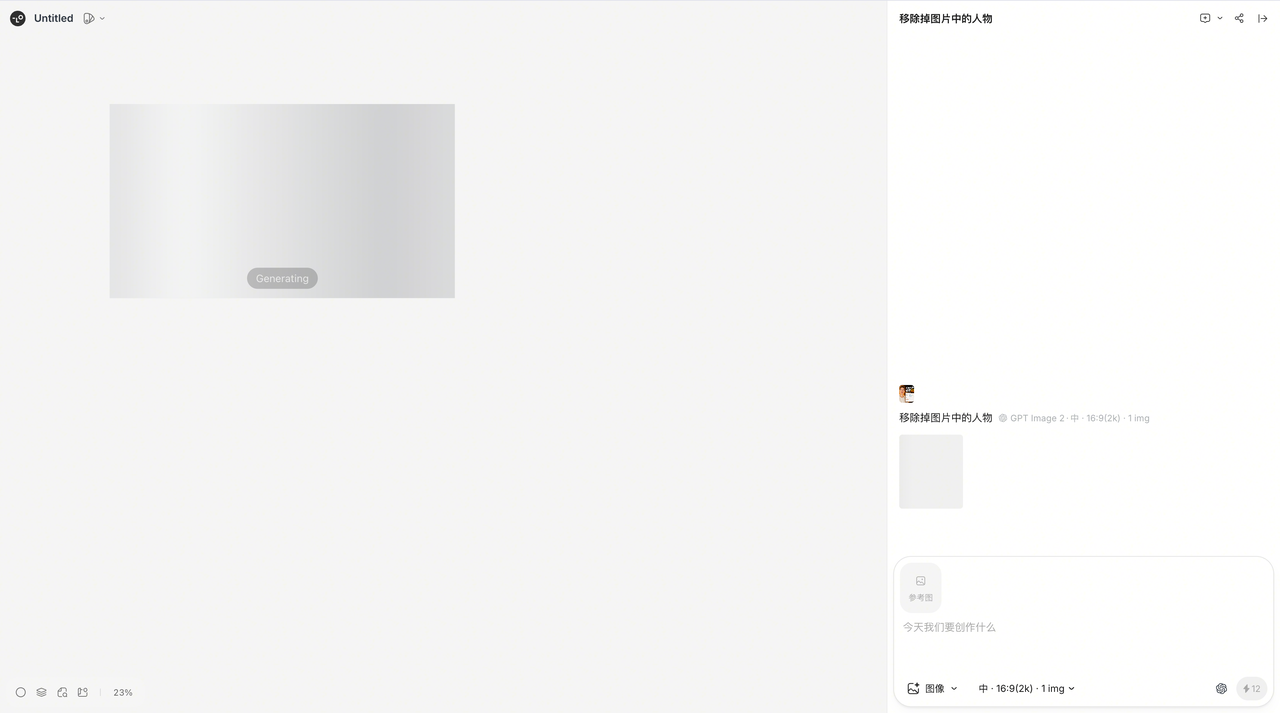 Untitled
Generating
23%
移除掉图片中的人物
移除掉图片中的人物 GPT Image 2 · 中 · 16:9(2k) · 1 img
参考图
今天我们要创作什么
图像 中 · 16:9(2k) · 1 img 12